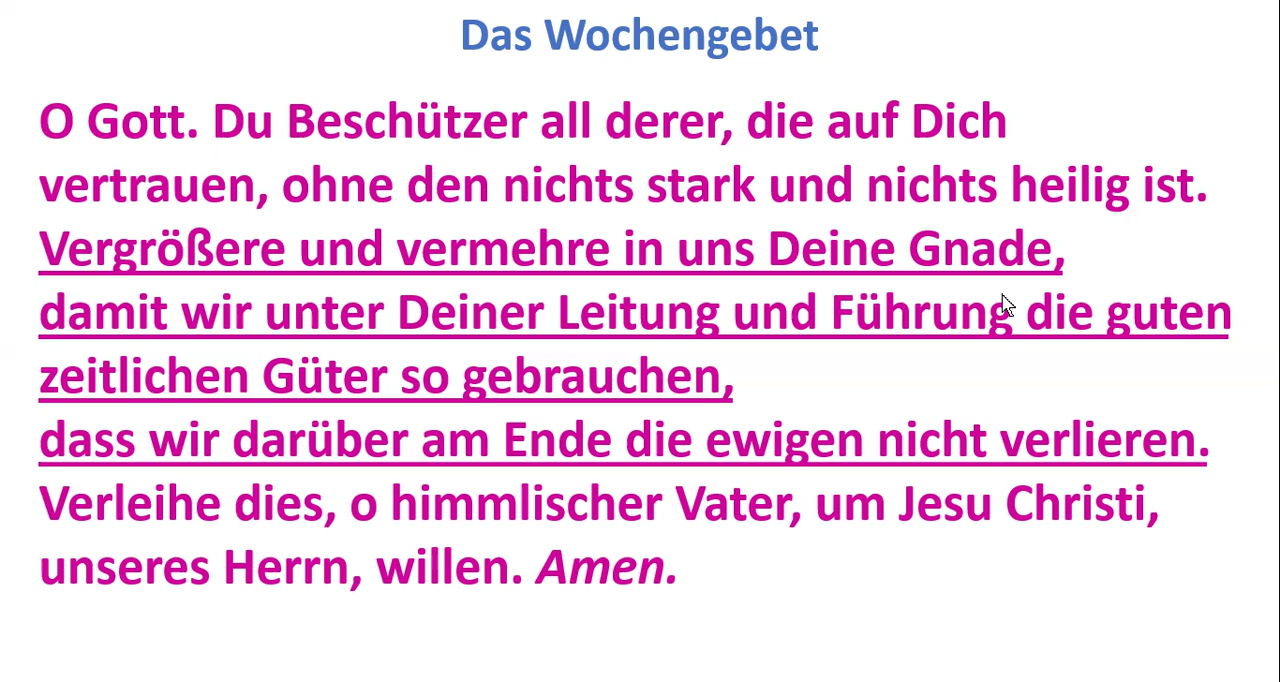 Das Wochengebet
O Gott. Du Beschützer all derer, die auf Dich
vertrauen, ohne den nichts stark und nichts heilig ist.
Vergrößere und vermehre in uns Deine Gnade,
damit wir unter Deiner Leitung und Führung die guten
zeitlichen Güter so gebrauchen,
dass wir darüber am Ende die ewigen nicht verlieren.
Verleihe dies, o himmlischer Vater, um Jesu Christi,
unseres Herrn, willen. Amen.